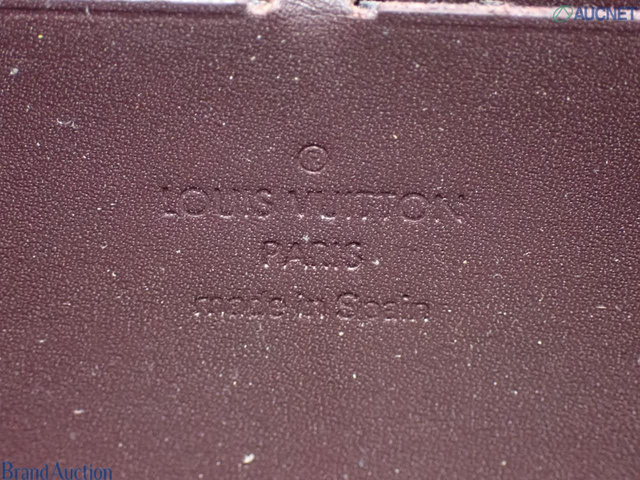 AUCNET
®
LOUIS VUITTON
PARIS
made in Spain
BrandAuction